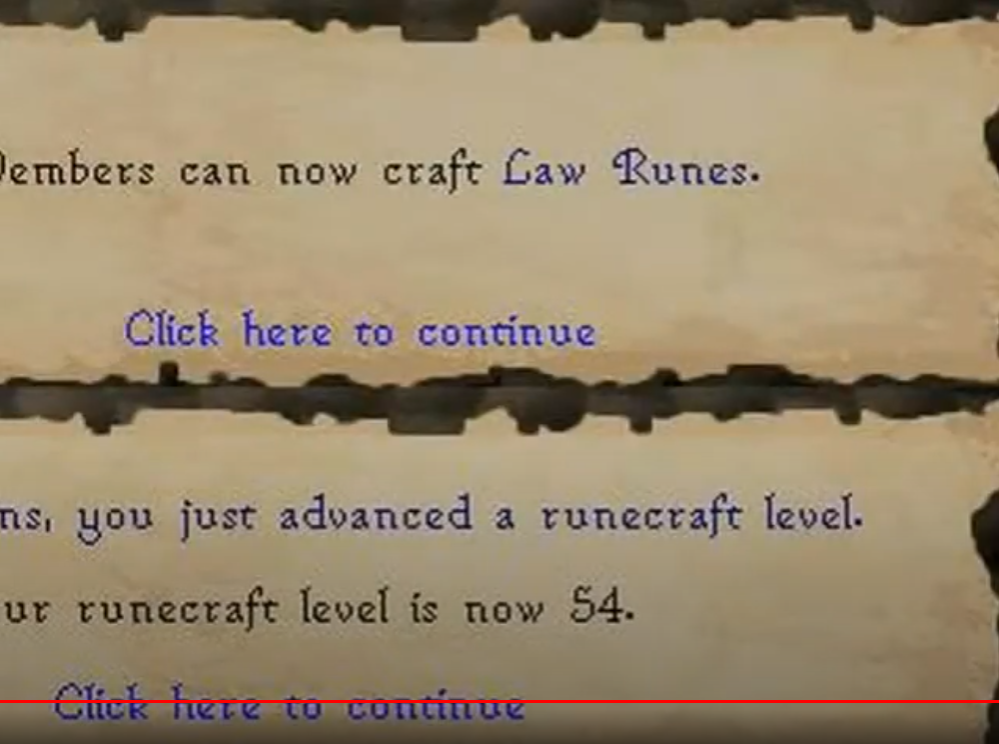 Members can now craft Law Runes.
Click here to continue
ns, you just advanced a runecraft level.
ur runecraft level is now 54.
Click here to continue